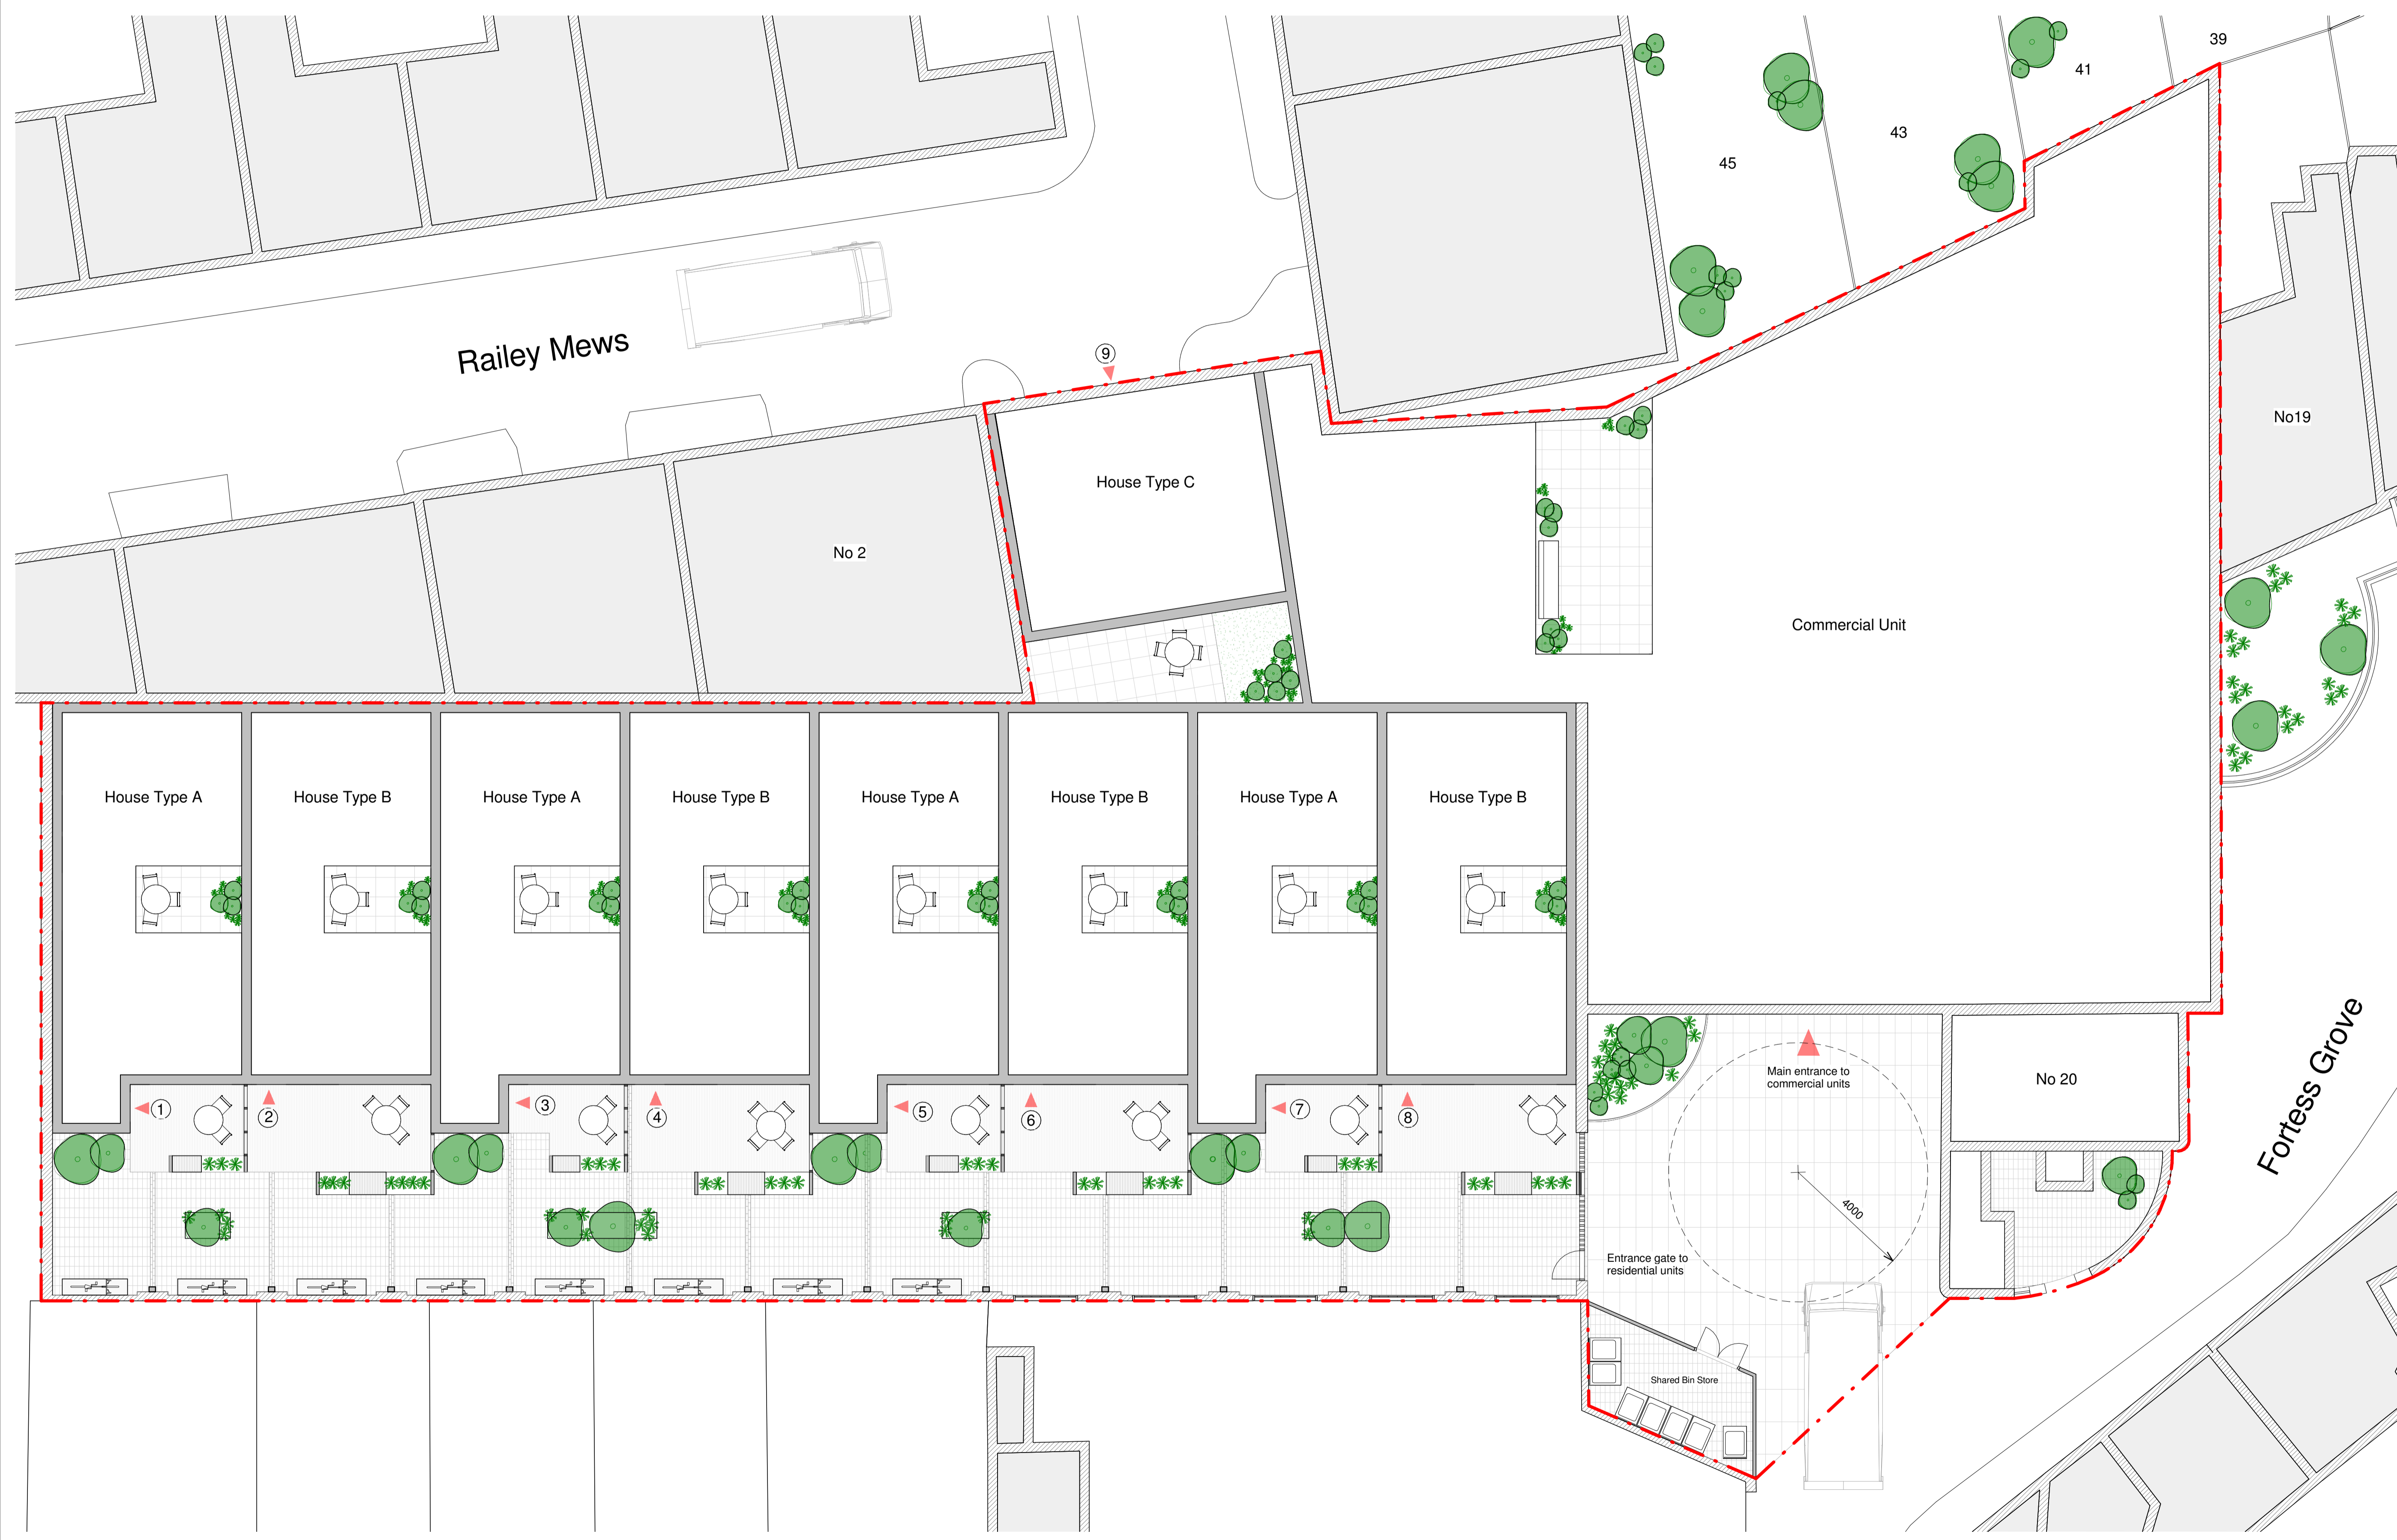 39
41
43
45
Railey Mews
9
No19
House Type C
No 2
Commercial Unit
House Type A
House Type B
House Type A
House Type B
House Type A
House Type B
House Type A
House Type B
Fortess Grove
Main entrance to
commercial units
No 20
1
2
3
4
5
6
7
8
4000
Entrance gate to
residential units
Shared Bin Store